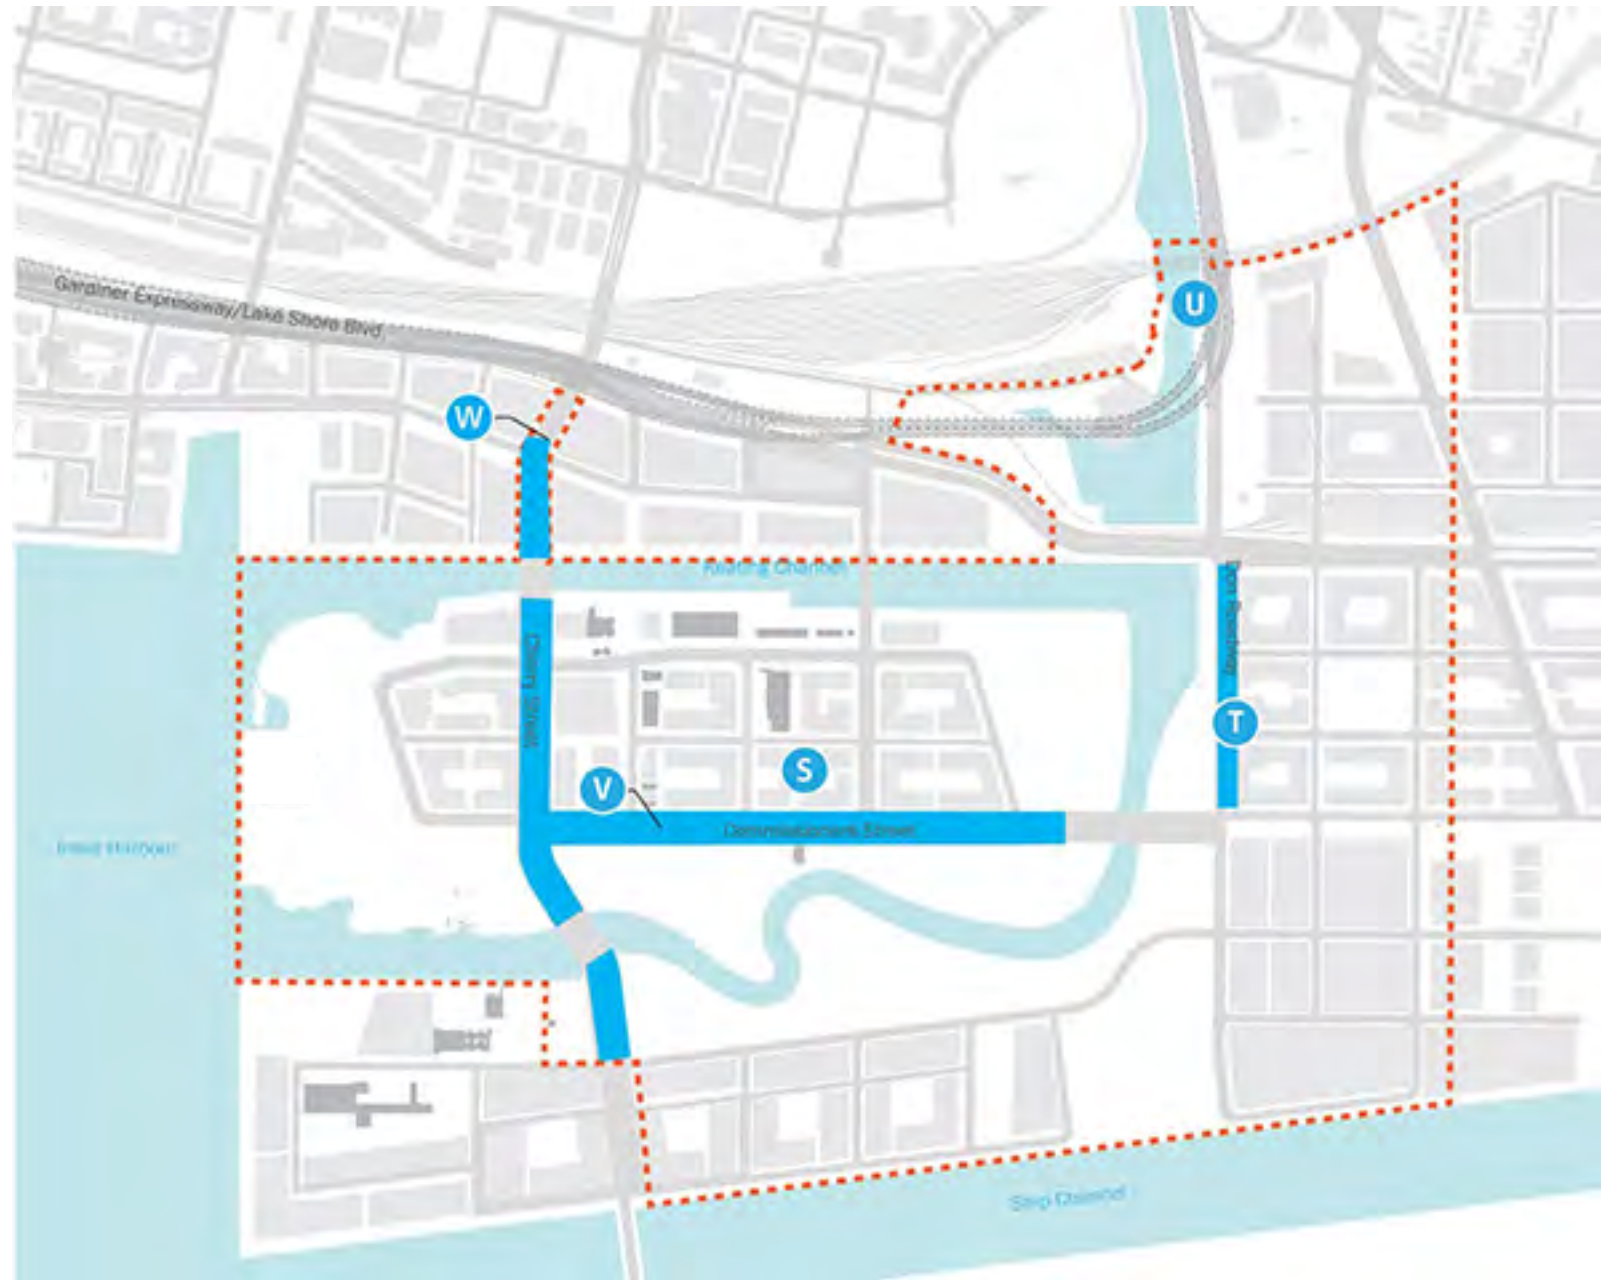 U
Gardiner Expressway/Lake Shore Blvd.
W
Keating Channel
Don Roadway
Cherry Street
T
S
V
Commissioners Street
Inner Harbour
Ship Channel